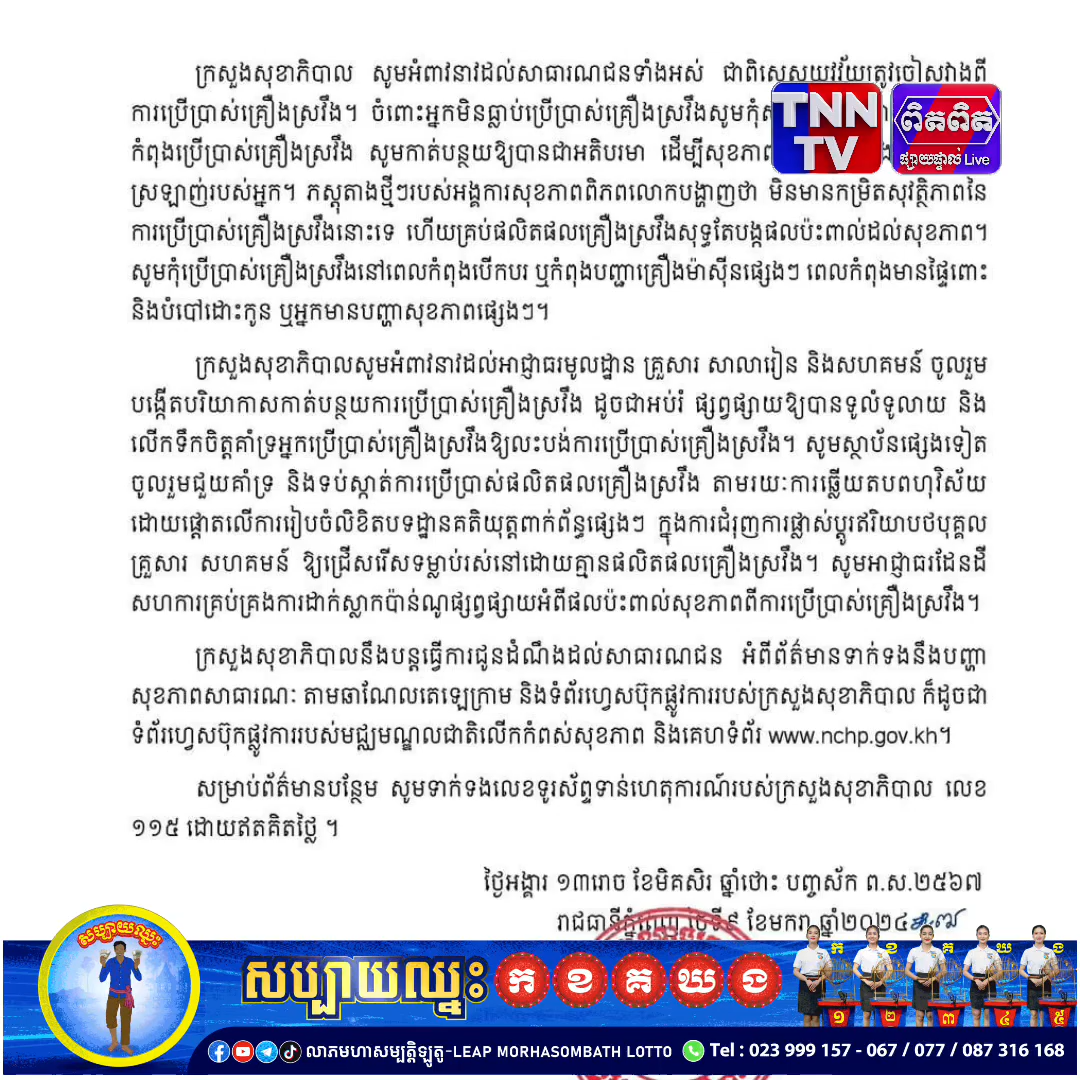 ក្រសួងសុខាភិបាល សូមអំពាវនាវដល់សាធារណជនទាំងអស់ ជាពិសេសយុវវ័យត្រូវចៀសវាងពី
ការប្រើប្រាស់គ្រឿងស្រវឹង។ ចំពោះអ្នកមិនធ្លាប់ប្រើប្រាស់គ្រឿងស្រវឹងសូមកុំ
កំពុងប្រើប្រាស់គ្រឿងស្រវឹង សូមកាត់បន្ថយឱ្យបានជាអតិបរមា ដើម្បីសុខភាព
ស្រឡាញ់របស់អ្នក។ ភស្តុតាងថ្មីៗរបស់អង្គការសុខភាពពិភពលោកបង្ហាញថា មិនមានកម្រិតសុវត្ថិភាពនៃ
ការប្រើប្រាស់គ្រឿងស្រវឹងនោះទេ ហើយគ្រប់ផលិតផលគ្រឿងស្រវឹងសុទ្ធតែបង្កផលប៉ះពាល់ដល់សុខភាព។
សូមកុំប្រើប្រាស់គ្រឿងស្រវឹងនៅពេលកំពុងបើកបរ ឬកំពុងបញ្ជាគ្រឿងម៉ាស៊ីនផ្សេងៗ ពេលកំពុងមានផ្ទៃពោះ
និងបំបៅដោះកូន ឬអ្នកមានបញ្ហាសុខភាពផ្សេងៗ។
ក្រសួងសុខាភិបាលសូមអំពាវនាវដល់អាជ្ញាធរមូលដ្ឋាន គ្រួសារ សាលារៀន និងសហគមន៍ ចូលរួម
បង្កើតបរិយាកាសកាត់បន្ថយការប្រើប្រាស់គ្រឿងស្រវឹង ដូចជាអប់រំ ផ្សព្វផ្សាយឱ្យបានទូលំទូលាយ និង
លើកទឹកចិត្តគាំទ្រអ្នកប្រើប្រាស់គ្រឿងស្រវឹងឱ្យលះបង់ការប្រើប្រាស់គ្រឿងស្រវឹង។ សូមស្ថាប័នផ្សេងទៀត
ចូលរួមជួយគាំទ្រ និងទប់ស្កាត់ការប្រើប្រាស់ផលិតផលគ្រឿងស្រវឹង តាមរយៈការឆ្លើយតបពហុវិស័យ
ដោយផ្តោតលើការរៀបចំលិខិតបទដ្ឋានគតិយុត្តពាក់ព័ន្ធផ្សេងៗ ក្នុងការជំរុញការផ្លាស់ប្តូរឥរិយាបថបុគ្គល
គ្រួសារ សហគមន៍ ឱ្យជ្រើសរើសទម្លាប់រស់នៅដោយគ្មានផលិតផលគ្រឿងស្រវឹង។ សូមអាជ្ញាធរដែនដី
សហការគ្រប់គ្រងការដាក់ស្លាកប៉ាន់ណូផ្សព្វផ្សាយអំពីផលប៉ះពាល់សុខភាពពីការប្រើប្រាស់គ្រឿងស្រវឹង។
ក្រសួងសុខាភិបាលនឹងបន្តធ្វើការជូនដំណឹងដល់សាធារណជន អំពីព័ត៌មានទាក់ទងនឹងបញ្ហា
សុខភាពសាធារណៈ តាមឆាណែលតេឡេក្រាម និងទំព័រហ្វេសប៊ុកផ្លូវការរបស់ក្រសួងសុខាភិបាល ក៏ដូចជា
ទំព័រហ្វេសប៊ុកផ្លូវការរបស់មជ្ឈមណ្ឌលជាតិលើកកំពស់សុខភាព និងគេហទំព័រ www.nchp.gov.kh។
សម្រាប់ព័ត៌មានបន្ថែម សូមទាក់ទងលេខទូរស័ព្ទទាន់ហេតុការណ៍របស់ក្រសួងសុខាភិបាល លេខ
១១៥ ដោយឥតគិតថ្លៃ ។
ថ្ងៃអង្គារ ១៣រោច ខែមិគសិរ ឆ្នាំថោះ បញ្ចស័ក ព.ស.២៥៦៧
រាជធានីភ្នំពេញ ថ្ងៃទី៩ ខែមករា ឆ្នាំ២០២៤
TNN
TV
ពិតពិត
ផ្សាយផ្ទាល់ Live
សប្បាយឈ្នះ
សប្បាយឈ្នះ ក ខ គ ឃ ង
ក ខ គ ឃ ង
១ ២ ៣ ៤ ៥
លាភមហាសម្បត្តិឡូតូ-LEAP MORHASOMBATH LOTTO Tel : 023 999 157 - 067 / 077 / 087 316 168